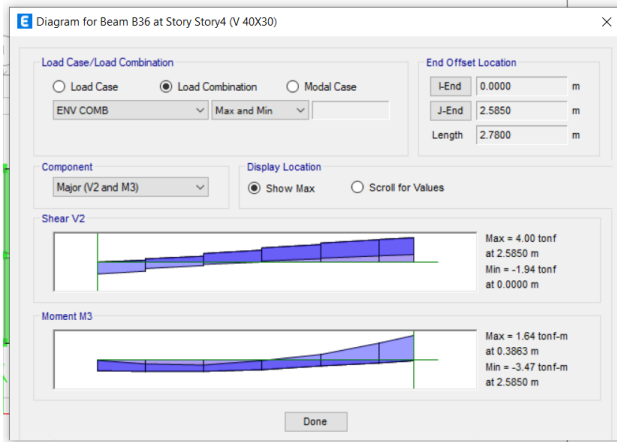 E Diagram for Beam B36 at Story Story4 (V 40X30)
Load Case/Load Combination
Load Case Load Combination Modal Case
ENV COMB Max and Min
End Offset Location
I-End 0.0000 m
J-End 2.5850 m
Length 2.7800 m
Component
Major (V2 and M3)
Display Location
Show Max Scroll for Values
Shear V2
Max = 4.00 tonf
at 2.5850 m
Min = -1.94 tonf
at 0.0000 m
Moment M3
Max = 1.64 tonf-m
at 0.3863 m
Min = -3.47 tonf-m
at 2.5850 m
Done